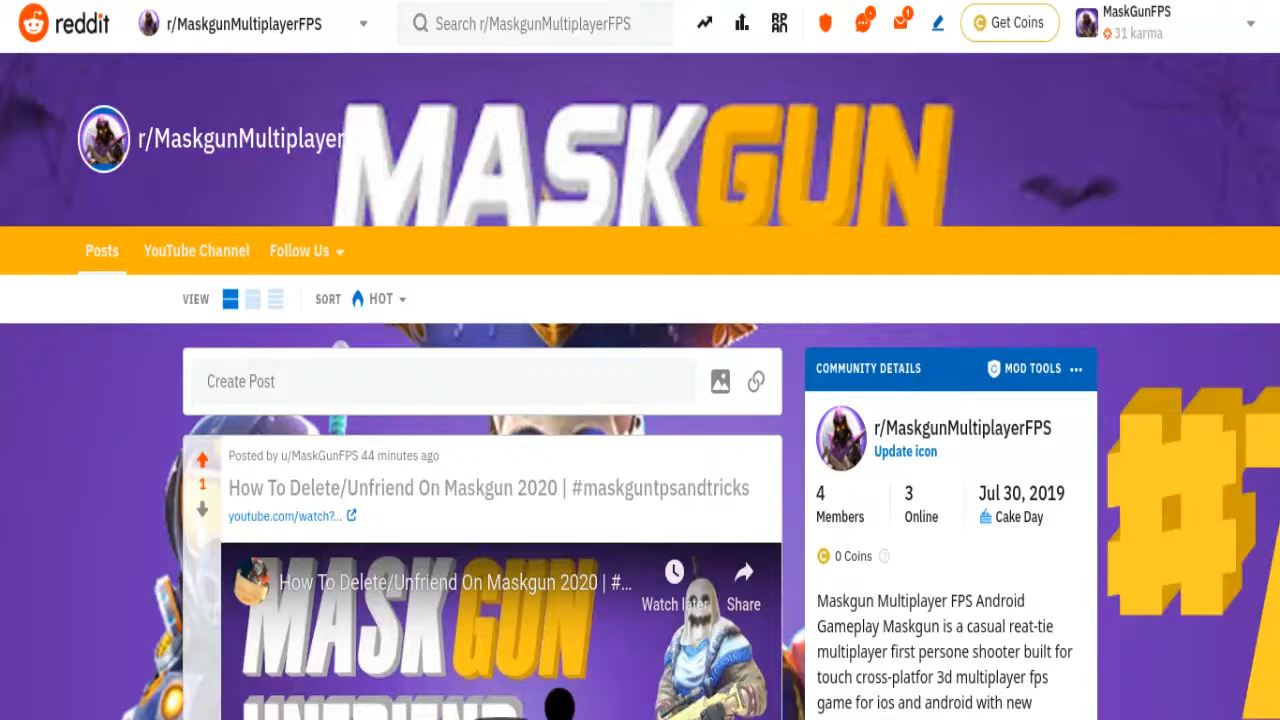 reddit
r/MaskgunMultiplayerFPS
Search r/MaskgunMultiplayerFPS
Get Coins
MaskGunFPS
31 karma
1
r/MaskgunMultiplayer
MASKGUN
Posts
YouTube Channel
Follow Us
VIEW
SORT
HOT
Create Post
COMMUNITY DETAILS
MOD TOOLS
r/MaskgunMultiplayerFPS
Update icon
4
3
Jul 30, 2019
Members
Online
Cake Day
0 Coins
Maskgun Multiplayer FPS Android
Gameplay Maskgun is a casual reat-tie
multiplayer first persone shooter built for
touch cross-platfor 3d multiplayer fps
game for ios and android with new
Posted by u/MaskGunFPS 44 minutes ago
1
How To Delete/Unfriend On Maskgun 2020 | #maskguntpsandtricks
youtube.com/watch?...
How To Delete/Unfriend On Maskgun 2020 | #...
Watch later
Share
MASK GUN
UNFRIEND
#